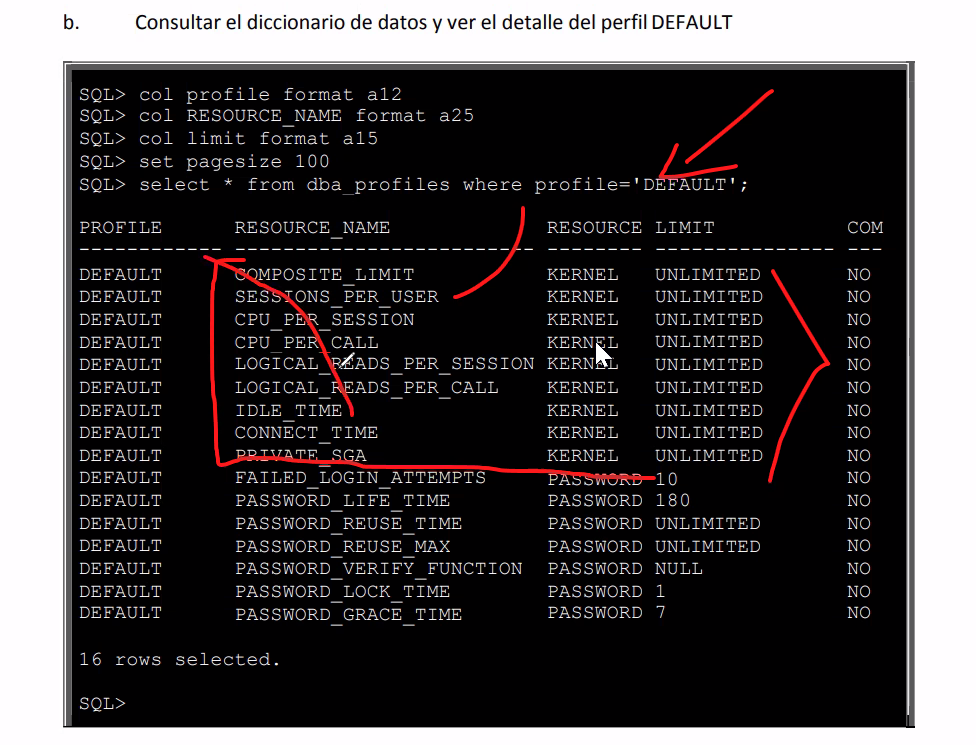 b. Consultar el diccionario de datos y ver el detalle del perfil DEFAULT
SQL> col profile format a12
SQL> col RESOURCE_NAME format a25
SQL> col limit format a15
SQL> set pagesize 100
SQL> select * from dba_profiles where profile='DEFAULT';
PROFILE RESOURCE_NAME RESOURCE LIMIT COM
------------ ------------------------- -------- --------------- ---
DEFAULT COMPOSITE_LIMIT KERNEL UNLIMITED NO
DEFAULT SESSIONS_PER_USER KERNEL UNLIMITED NO
DEFAULT CPU_PER_SESSION KERNEL UNLIMITED NO
DEFAULT CPU_PER_CALL KERNEL UNLIMITED NO
DEFAULT LOGICAL_READS_PER_SESSION KERNEL UNLIMITED NO
DEFAULT LOGICAL_READS_PER_CALL KERNEL UNLIMITED NO
DEFAULT IDLE_TIME KERNEL UNLIMITED NO
DEFAULT CONNECT_TIME KERNEL UNLIMITED NO
DEFAULT PRIVATE_SGA KERNEL UNLIMITED NO
DEFAULT FAILED_LOGIN_ATTEMPTS PASSWORD 10 NO
DEFAULT PASSWORD_LIFE_TIME PASSWORD 180 NO
DEFAULT PASSWORD_REUSE_TIME PASSWORD UNLIMITED NO
DEFAULT PASSWORD_REUSE_MAX PASSWORD UNLIMITED NO
DEFAULT PASSWORD_VERIFY_FUNCTION PASSWORD NULL NO
DEFAULT PASSWORD_LOCK_TIME PASSWORD 1 NO
DEFAULT PASSWORD_GRACE_TIME PASSWORD 7 NO
16 rows selected.
SQL>